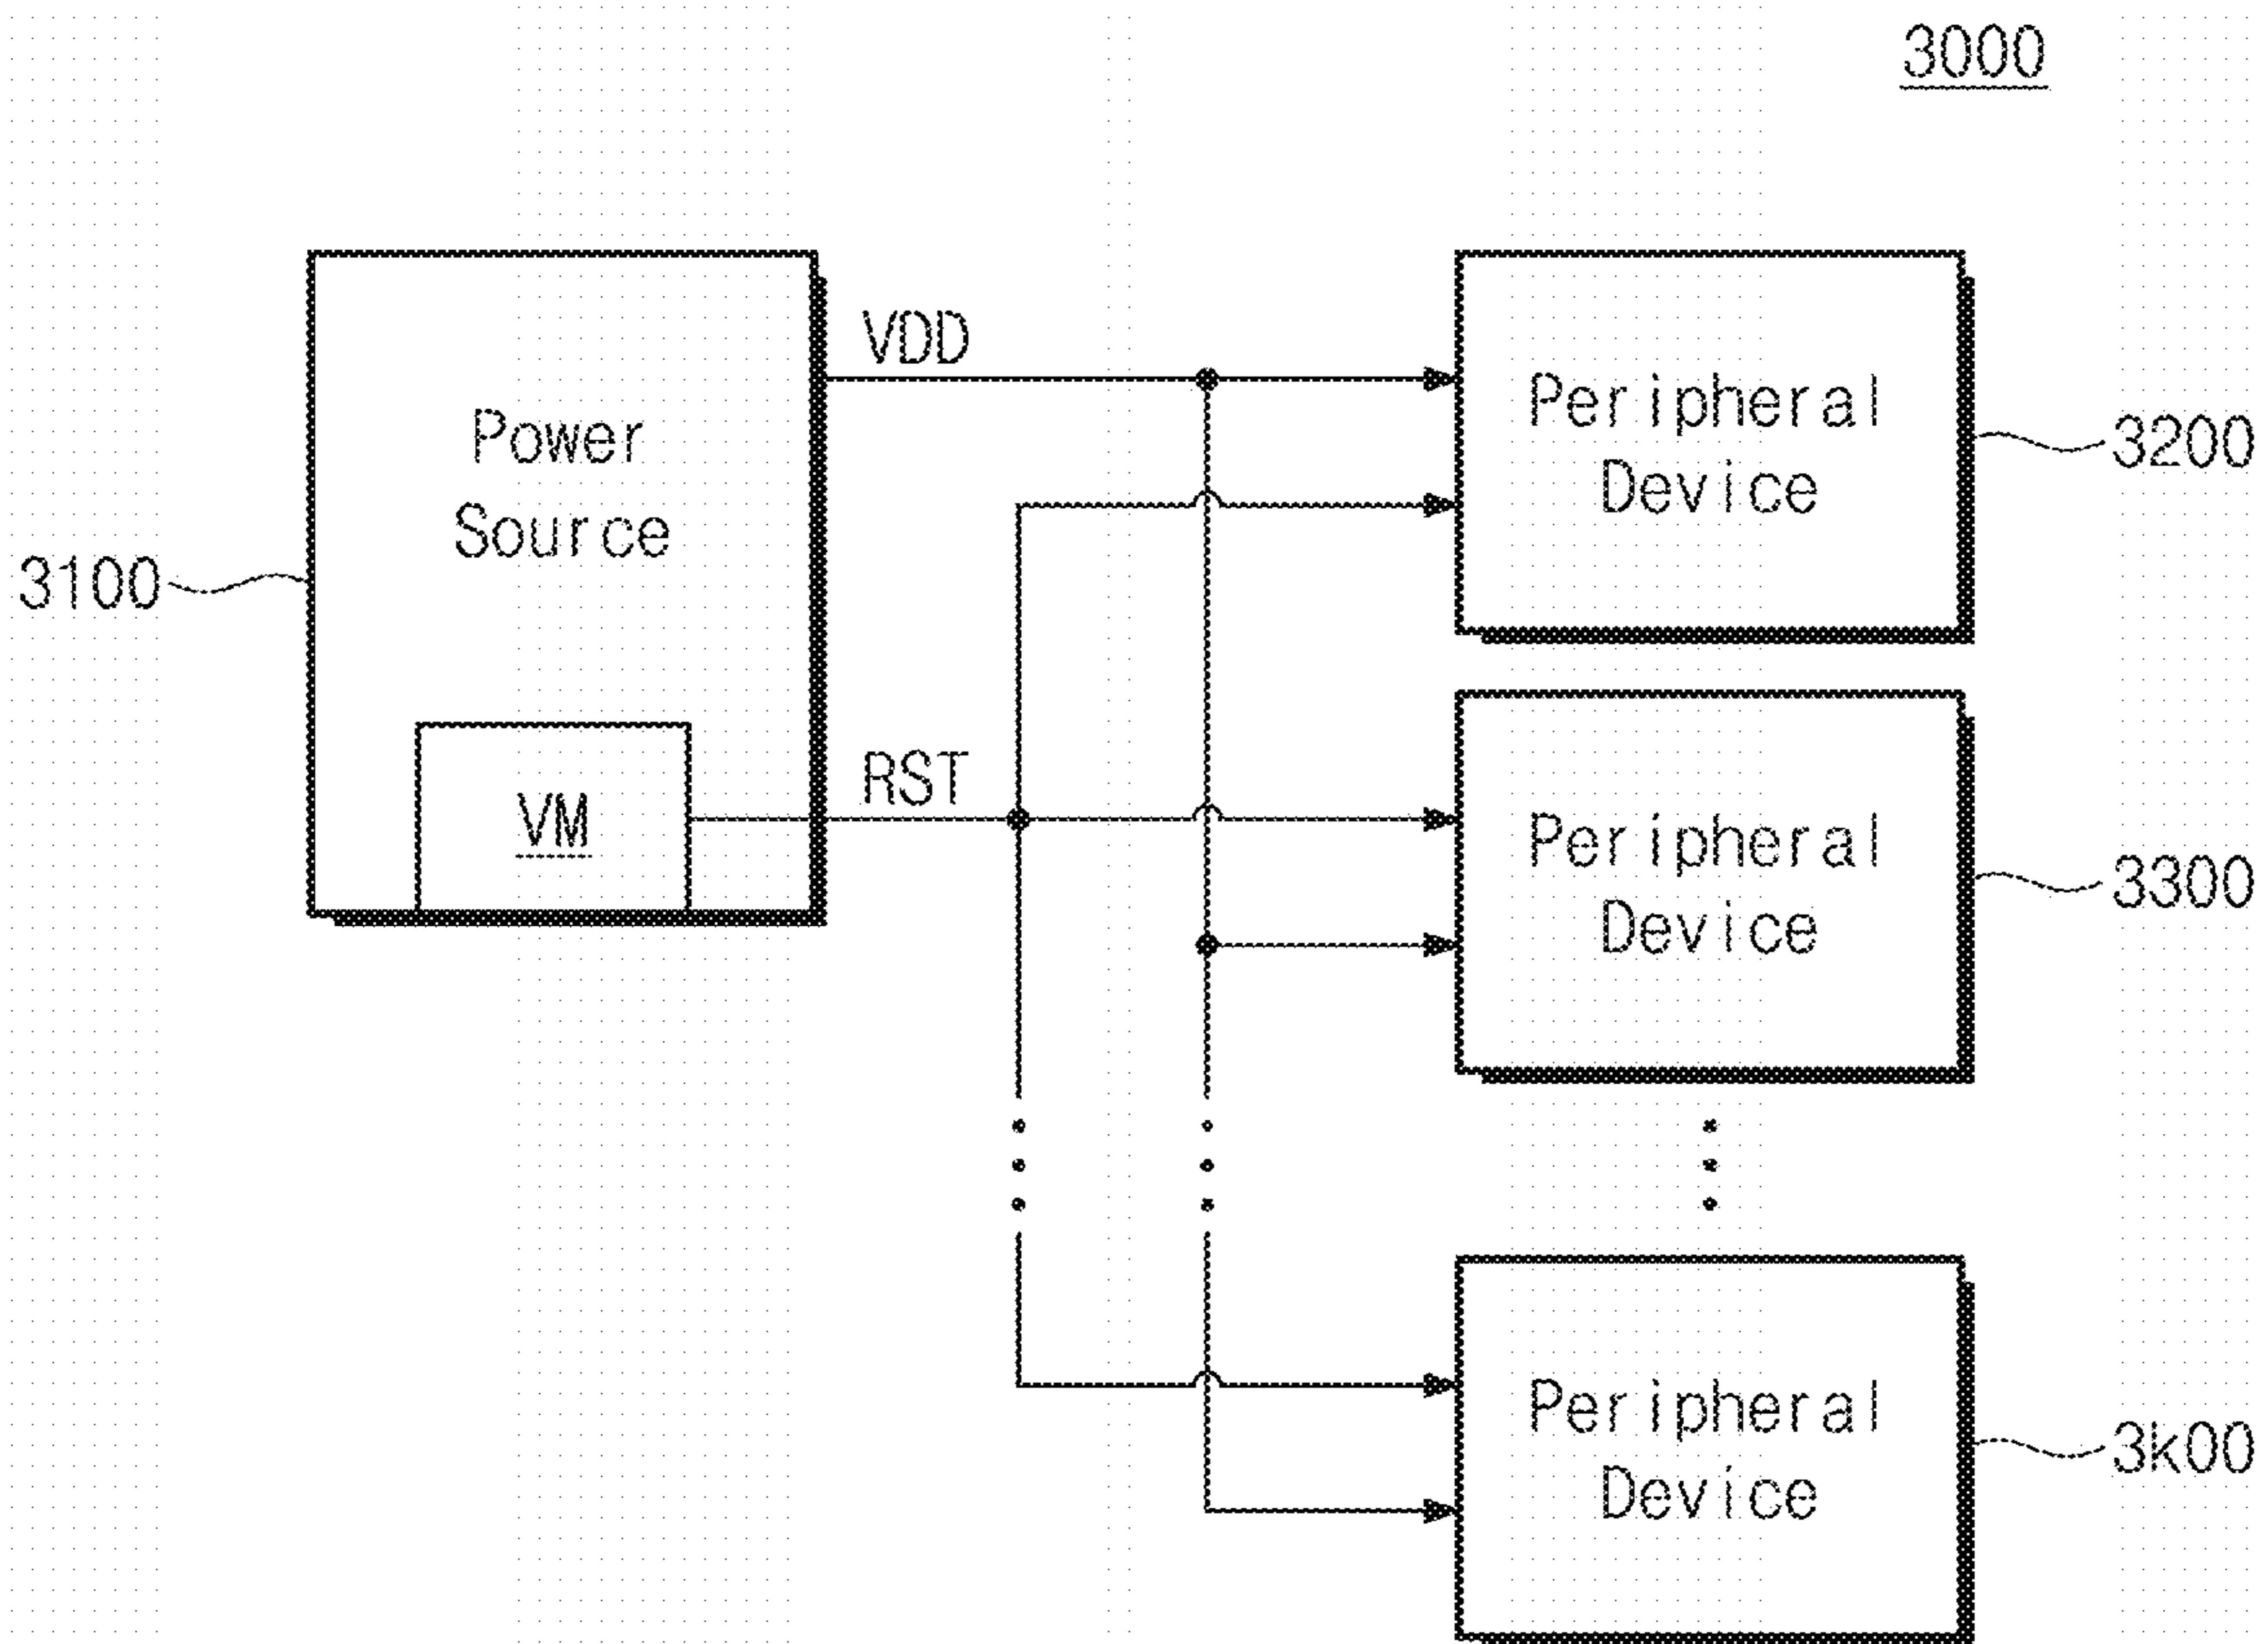 3000
VDD
Power
Source
3100
VM
RST
Peripheral
Device
3200
Peripheral
Device
3300
Peripheral
Device
3k00